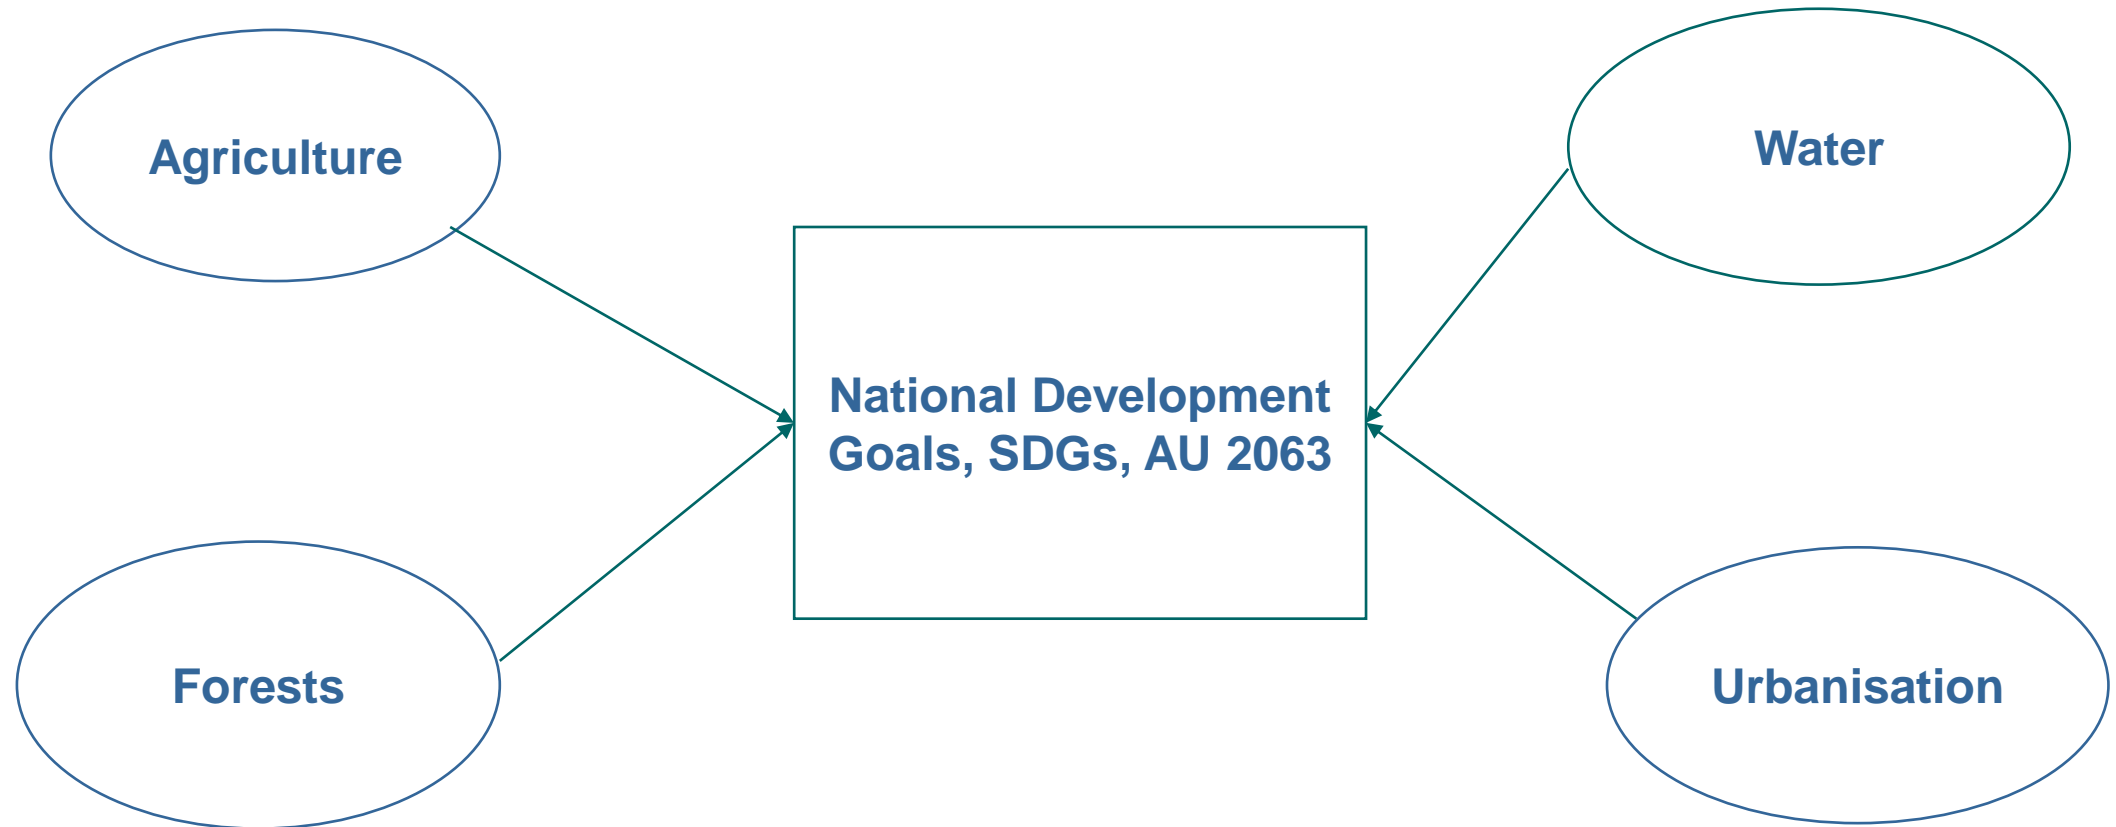 Agriculture
Water
National Development
Goals, SDGs, AU 2063
Forests
Urbanisation